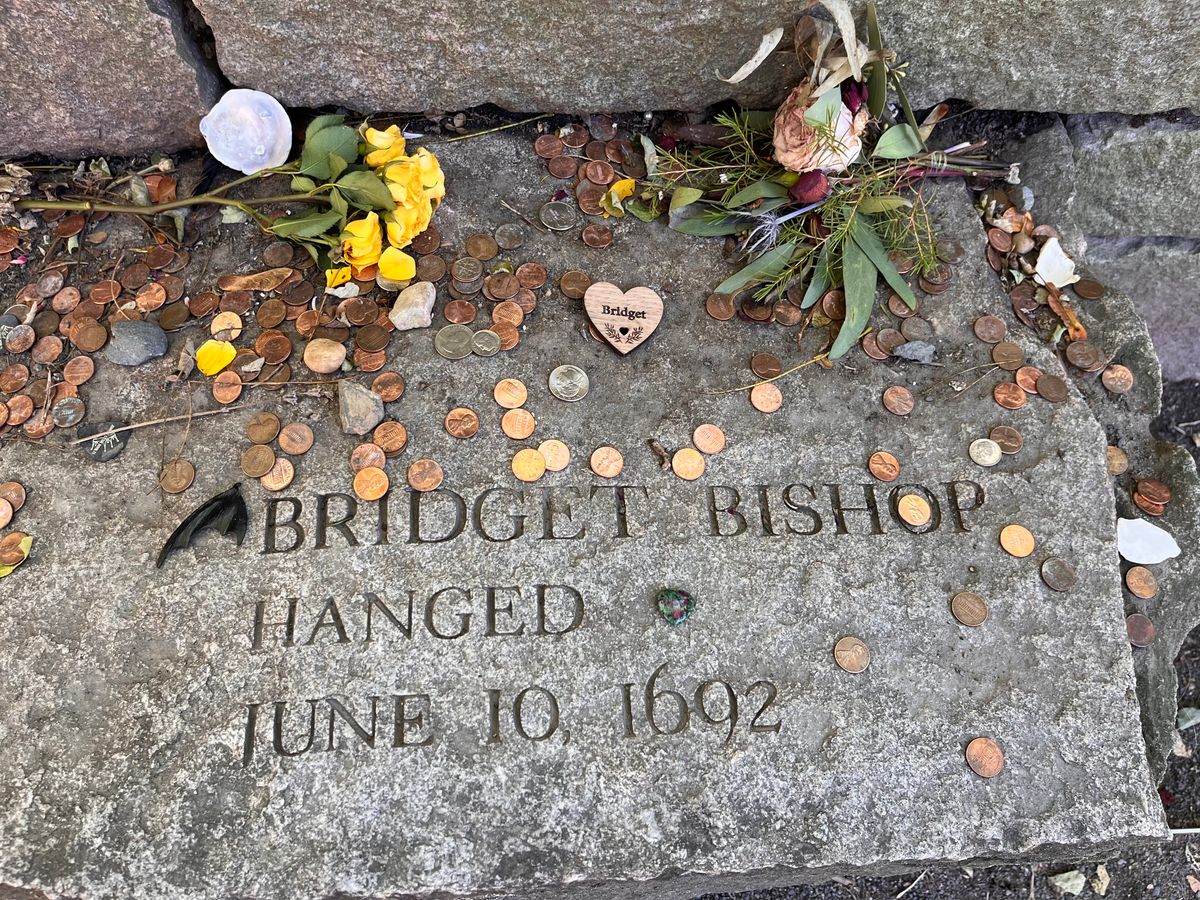 Bridget
BRIDGET BISHOP
HANGED
JUNE 10, 1692